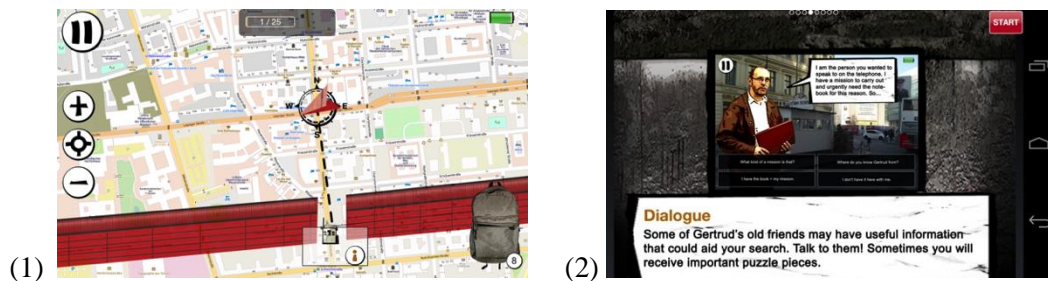 (1)
1 / 25
N
W
E
8
(2)
START
I am the person you wanted to
speak to on the telephone. I
have a mission to carry out
and urgently need the note-
book for this reason. So...
What kind of a mission is that?
Where do you know Gertrud from?
I have the book = my mission.
I don't have it here with me.
Dialogue
Some of Gertrud's old friends may have useful information
that could aid your search. Talk to them! Sometimes you will
receive important puzzle pieces.